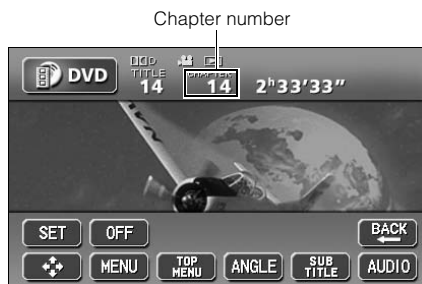 Chapter number
DVD
TITLE 14
CHAPTER 14
2h33'33"
SET
OFF
BACK
MENU
TOP MENU
ANGLE
SUB TITLE
AUDIO